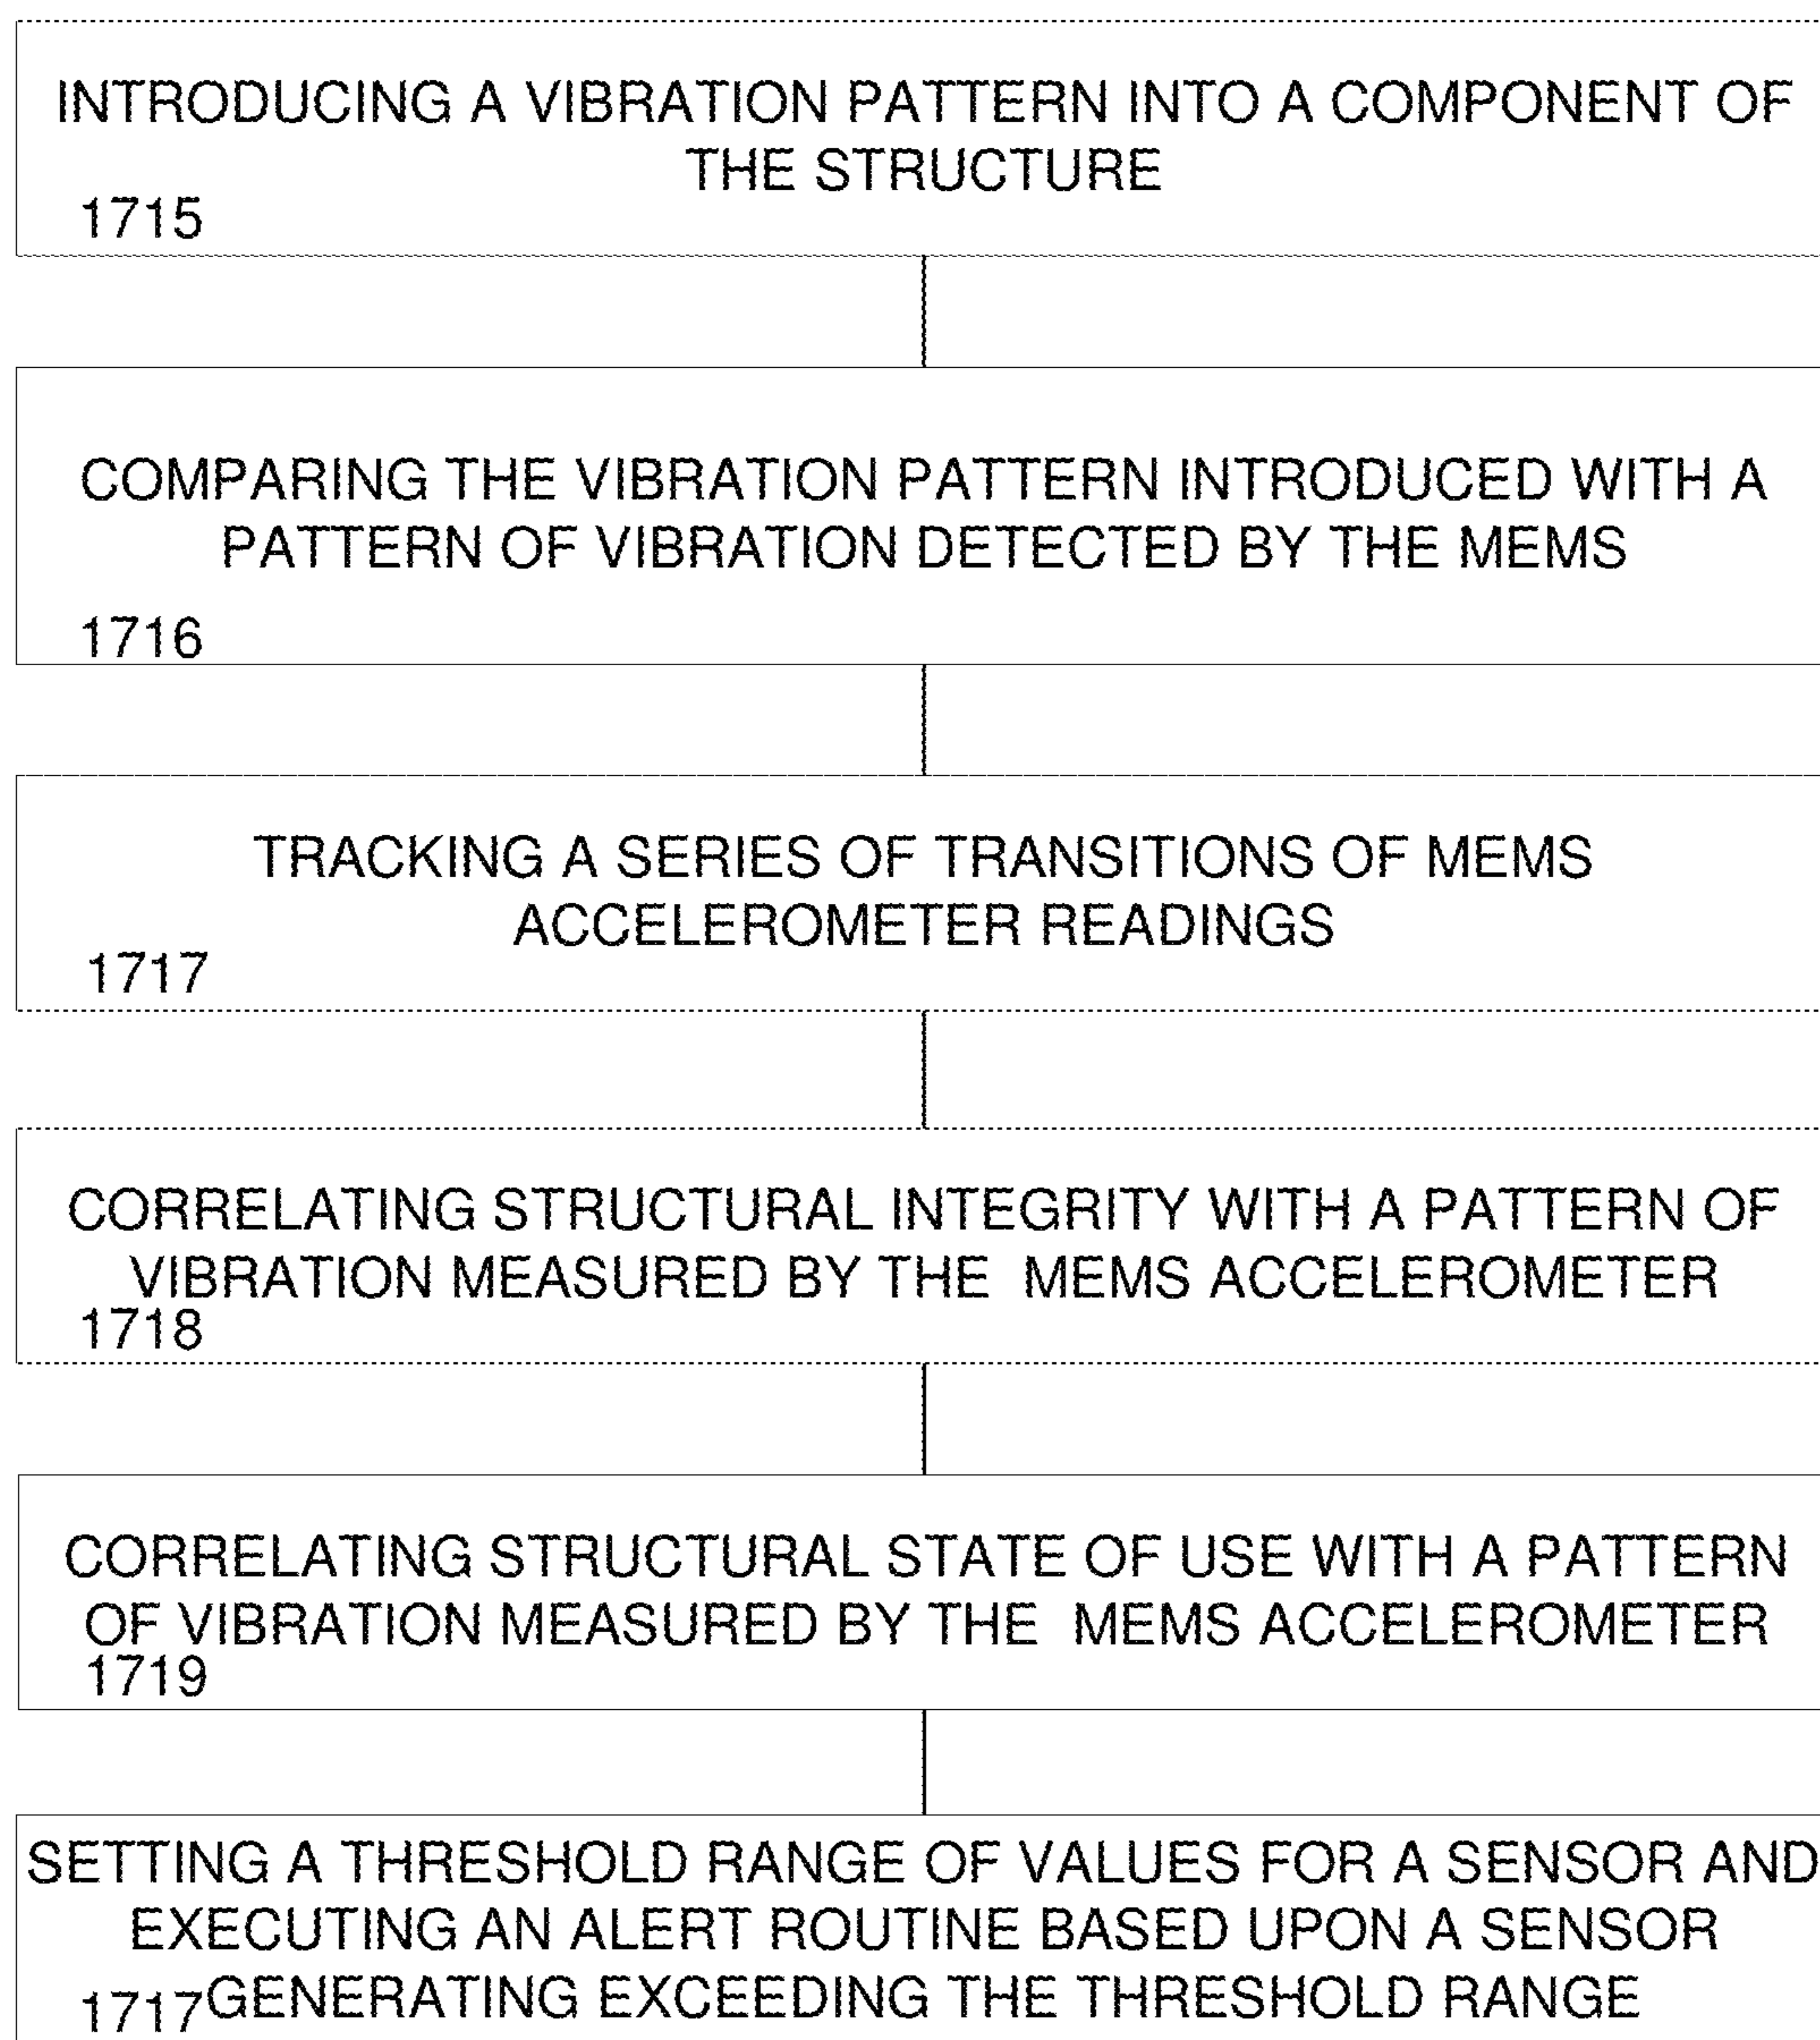 INTRODUCING A VIBRATION PATTERN INTO A COMPONENT OF
THE STRUCTURE
1715
COMPARING THE VIBRATION PATTERN INTRODUCED WITH A
PATTERN OF VIBRATION DETECTED BY THE MEMS
1716
TRACKING A SERIES OF TRANSITIONS OF MEMS
ACCELEROMETER READINGS
1717
CORRELATING STRUCTURAL INTEGRITY WITH A PATTERN OF
VIBRATION MEASURED BY THE MEMS ACCELEROMETER
1718
CORRELATING STRUCTURAL STATE OF USE WITH A PATTERN
OF VIBRATION MEASURED BY THE MEMS ACCELEROMETER
1719
SETTING A THRESHOLD RANGE OF VALUES FOR A SENSOR AND
EXECUTING AN ALERT ROUTINE BASED UPON A SENSOR
1717 GENERATING EXCEEDING THE THRESHOLD RANGE